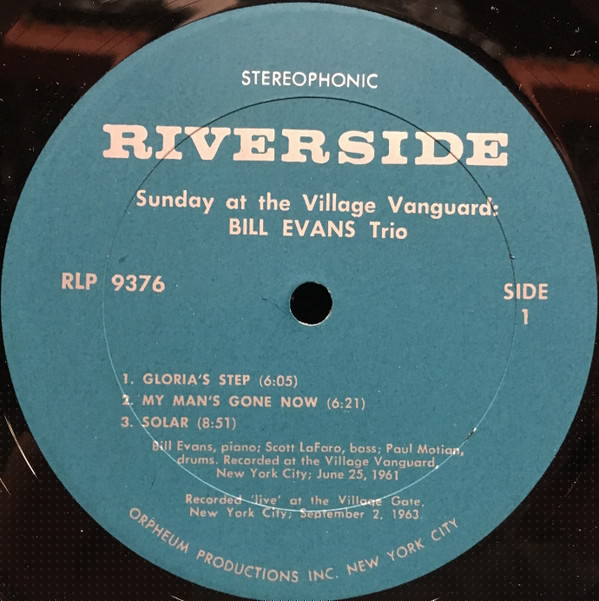 STEREOPHONIC
RIVERSIDE
Sunday at the Village Vanguard:
BILL EVANS Trio
RLP 9376
SIDE
1
1. GLORIA'S STEP (6:05)
2. MY MAN'S GONE NOW (6:21)
3. SOLAR (8:51)
Bill Evans, piano; Scott LaFaro, bass; Paul Motian,
drums. Recorded at the Village Vanguard,
New York City; June 25, 1961
Recorded 'live' at the Village Gate,
New York City; September 2, 1963
ORPHEUM PRODUCTIONS INC. NEW YORK CITY